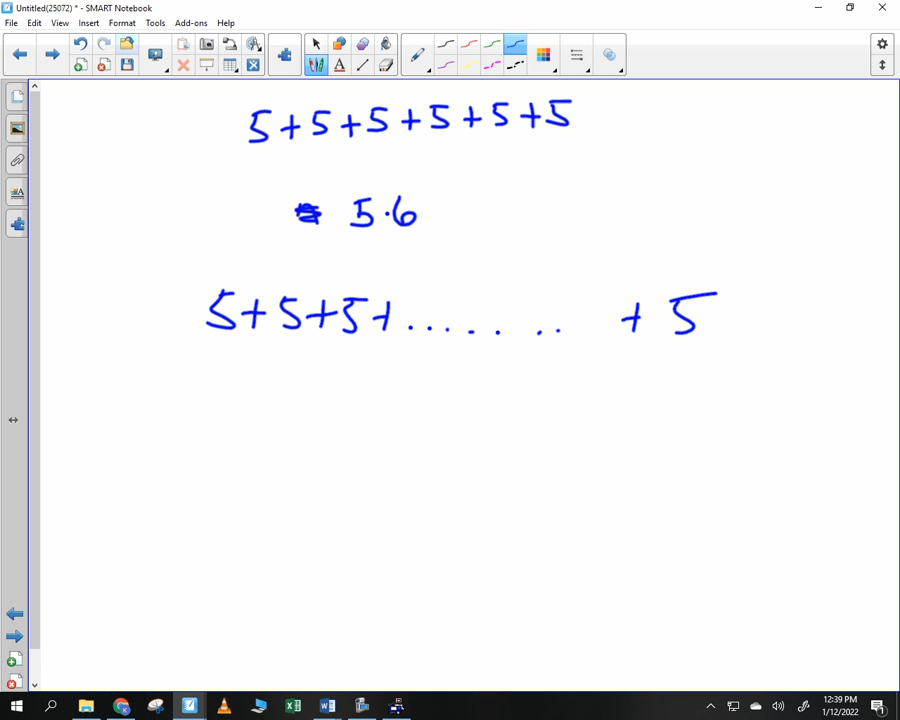 Untitled(25072) * - SMART Notebook
File Edit View Insert Format Tools Add-ons Help
5+5+5+5+5+5
5·6
5+5+5+......... +5
12:39 PM
1/12/2022